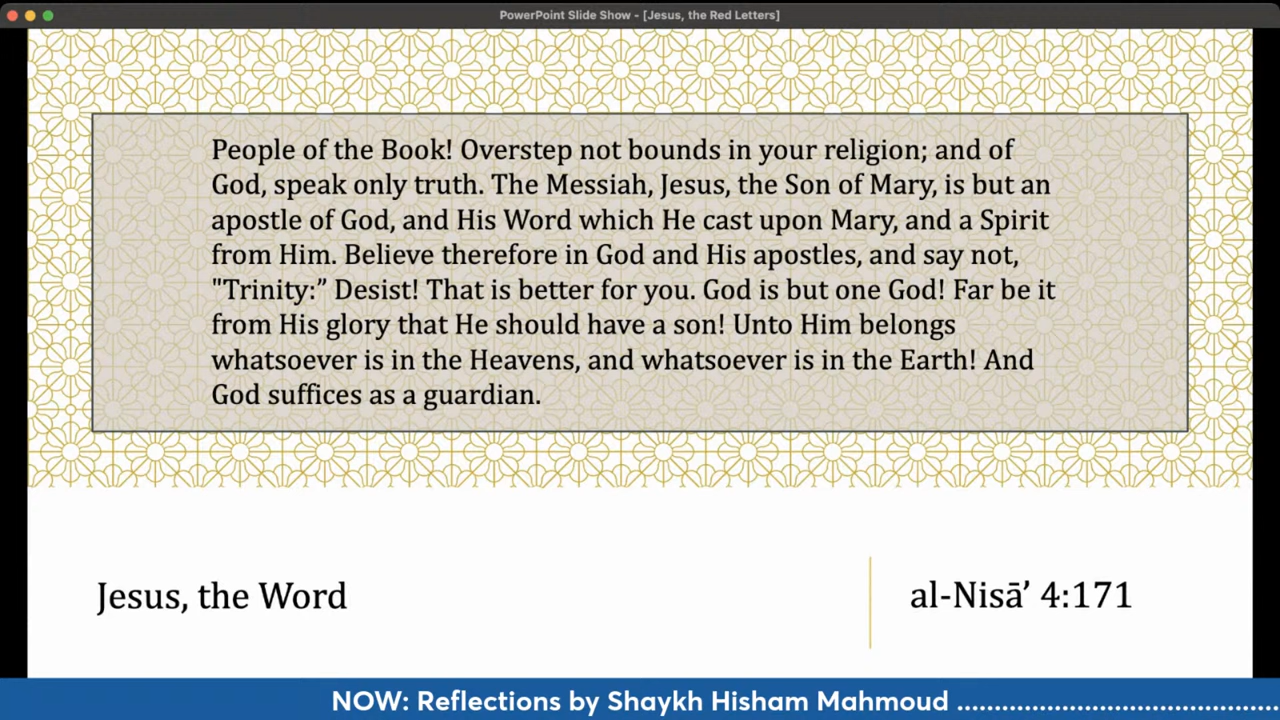 PowerPoint Slide Show - [Jesus, the Red Letters]
People of the Book! Overstep not bounds in your religion; and of
God, speak only truth. The Messiah, Jesus, the Son of Mary, is but an
apostle of God, and His Word which He cast upon Mary, and a Spirit
from Him. Believe therefore in God and His apostles, and say not,
"Trinity:” Desist! That is better for you. God is but one God! Far be it
from His glory that He should have a son! Unto Him belongs
whatsoever is in the Heavens, and whatsoever is in the Earth! And
God suffices as a guardian.
Jesus, the Word
al-Nisā’ 4:171
NOW: Reflections by Shaykh Hisham Mahmoud ........................................